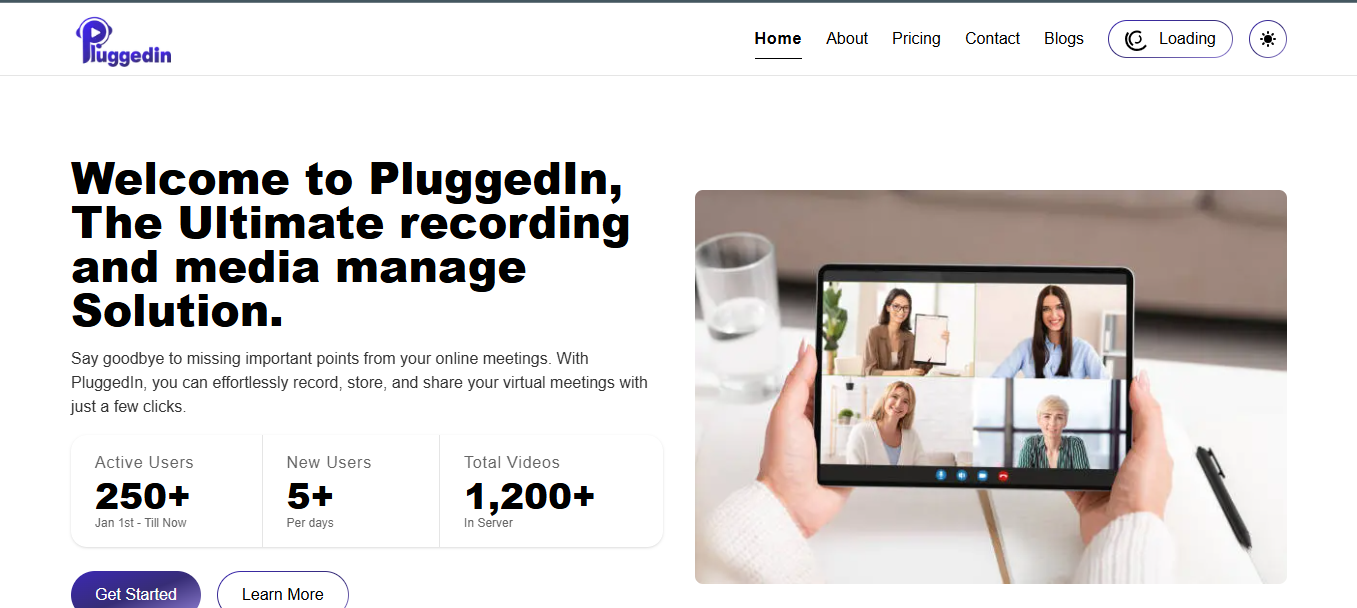 Pluggedin
Home
About
Pricing
Contact
Blogs
Loading
Welcome to PluggedIn,
The Ultimate recording
and media manage
Solution.
Say goodbye to missing important points from your online meetings. With
PluggedIn, you can effortlessly record, store, and share your virtual meetings with
just a few clicks.
Active Users
250+
Jan 1st - Till Now
New Users
5+
Per days
Total Videos
1,200+
In Server
Get Started
Learn More